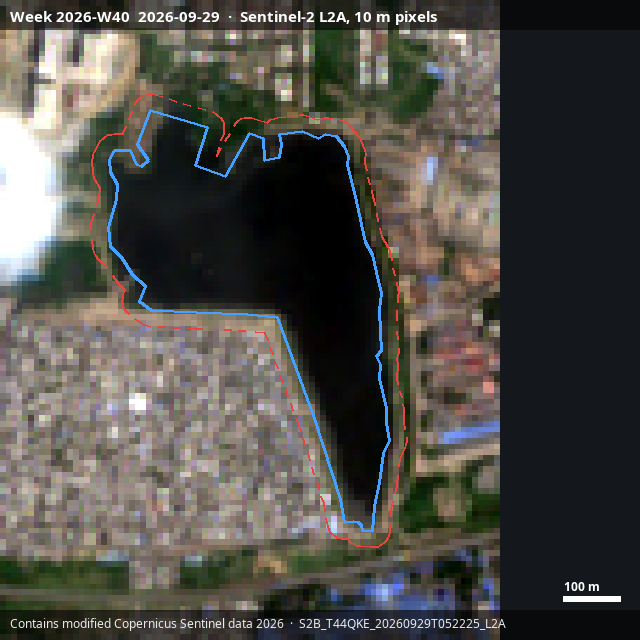 Week 2026-W40  2026-09-29  ·  Sentinel-2 L2A, 10 m pixels
100 m
Contains modified Copernicus Sentinel data 2026  ·  S2B_T44QKE_20260929T052225_L2A